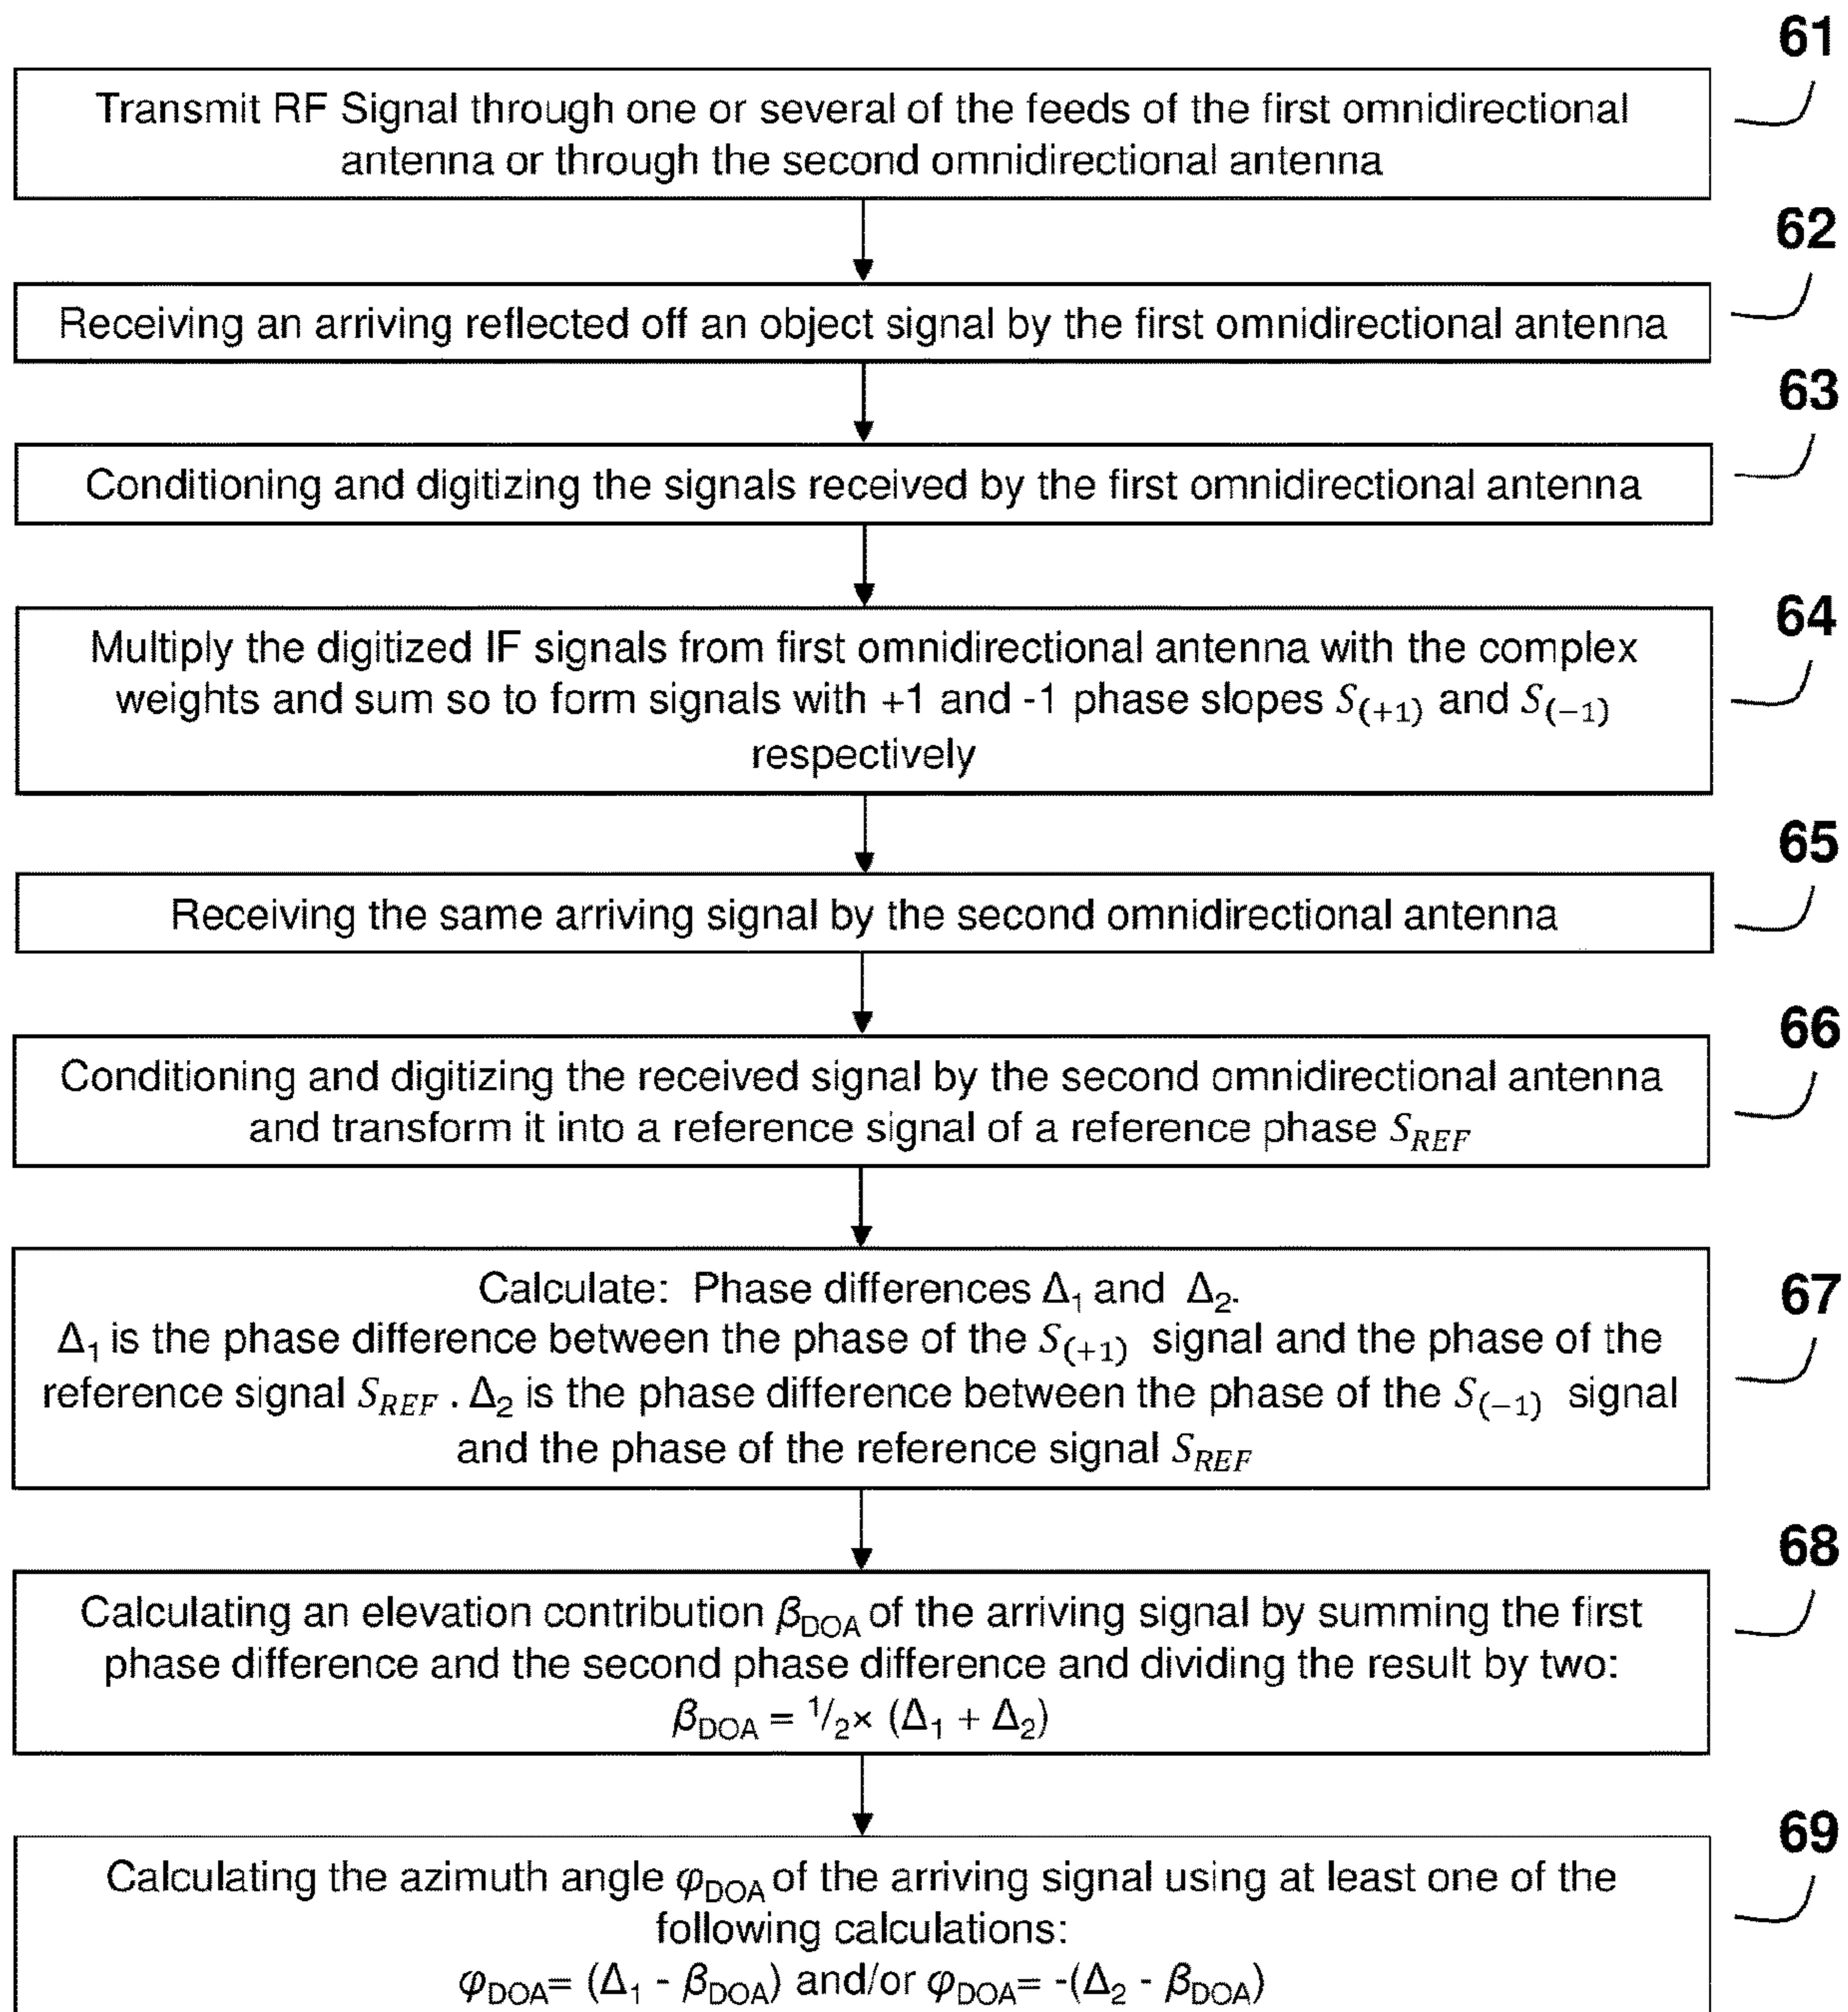 61
Transmit RF Signal through one or several of the feeds of the first omnidirectional
antenna or through the second omnidirectional antenna
62
Receiving an arriving reflected off an object signal by the first omnidirectional antenna
63
Conditioning and digitizing the signals received by the first omnidirectional antenna
64
Multiply the digitized IF signals from first omnidirectional antenna with the complex
weights and sum so to form signals with +1 and -1 phase slopes S₍₊₁₎ and S₍₋₁₎
respectively
65
Receiving the same arriving signal by the second omnidirectional antenna
66
Conditioning and digitizing the received signal by the second omnidirectional antenna
and transform it into a reference signal of a reference phase S_REF
67
Calculate: Phase differences Δ₁ and Δ₂.
Δ₁ is the phase difference between the phase of the S₍₊₁₎ signal and the phase of the
reference signal S_REF . Δ₂ is the phase difference between the phase of the S₍₋₁₎ signal
and the phase of the reference signal S_REF
68
Calculating an elevation contribution β_DOA of the arriving signal by summing the first
phase difference and the second phase difference and dividing the result by two:
β_DOA = ¹/₂× (Δ₁ + Δ₂)
69
Calculating the azimuth angle φ_DOA of the arriving signal using at least one of the
following calculations:
φ_DOA= (Δ₁ - β_DOA) and/or φ_DOA= -(Δ₂ - β_DOA)